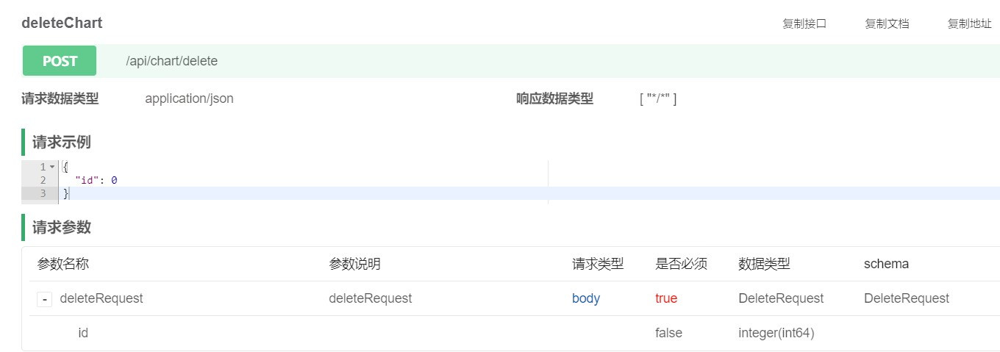 deleteChart 复制接口 复制文档 复制地址
POST /api/chart/delete
请求数据类型 application/json 响应数据类型 [ "*/*" ]
请求示例
1 {
2 "id": 0
3 }
请求参数
参数名称 参数说明 请求类型 是否必须 数据类型 schema
- deleteRequest deleteRequest body true DeleteRequest DeleteRequest
id false integer(int64)